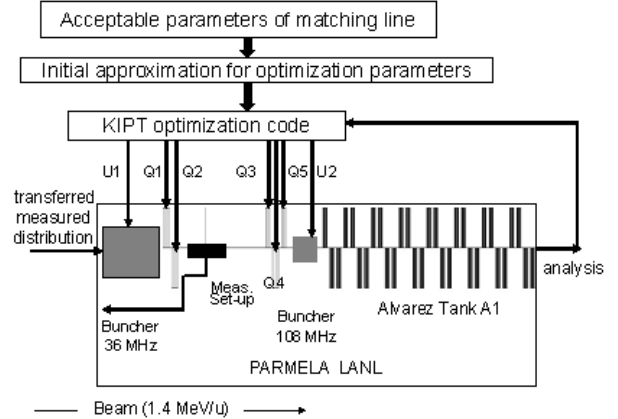 Acceptable parameters of matching line
Initial approximation for optimization parameters
KIPT optimization code
U1 Q1 Q2 Q3 Q5 U2
transferred
measured
distribution
Q4
Meas.
Set-up
analysis
Alvarez Tank A1
Buncher
36 MHz
Buncher
108 MHz
PARMELA LANL
Beam (1.4 MeV/u)